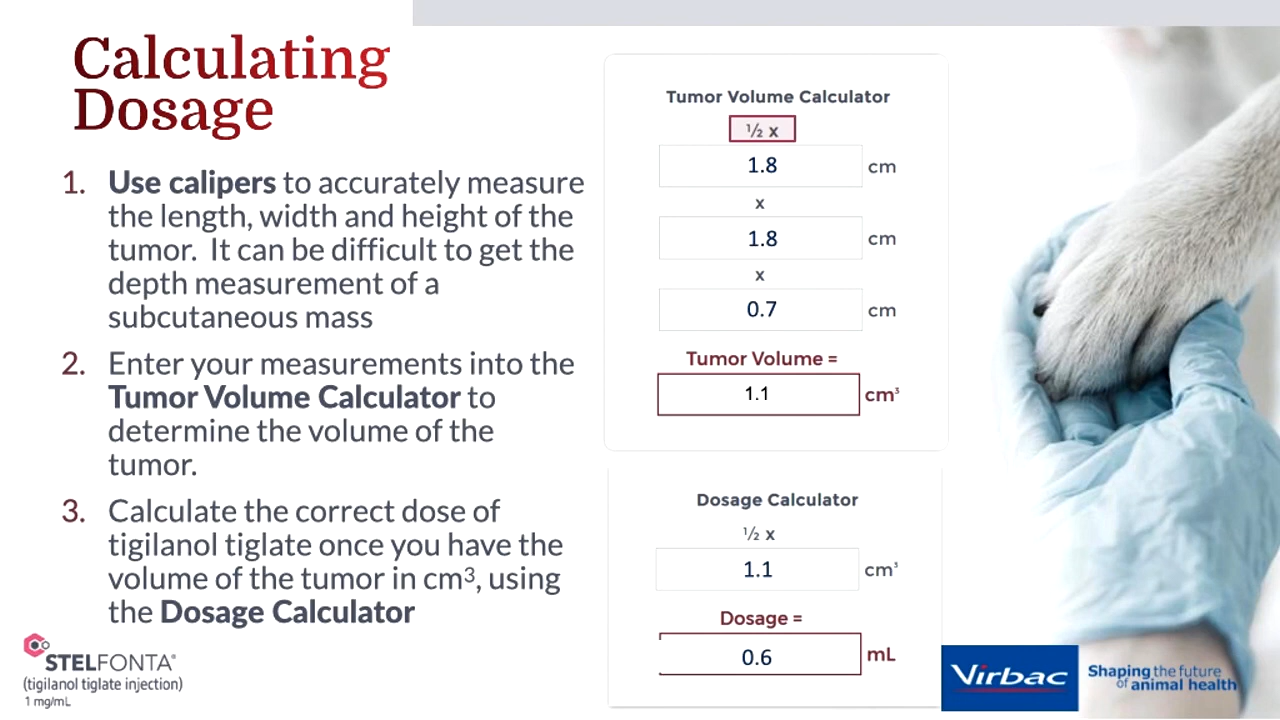 Calculating
Dosage
1. Use calipers to accurately measure
the length, width and height of the
tumor. It can be difficult to get the
depth measurement of a
subcutaneous mass
2. Enter your measurements into the
Tumor Volume Calculator to
determine the volume of the
tumor.
3. Calculate the correct dose of
tigilanol tiglate once you have the
volume of the tumor in cm³, using
the Dosage Calculator
STELFONTA®
(tigilanol tiglate injection)
1 mg/mL
Tumor Volume Calculator
½ x
1.8 cm
x
1.8 cm
x
0.7 cm
Tumor Volume =
1.1 cm³
Dosage Calculator
½ x
1.1 cm³
Dosage =
0.6 mL
Virbac
Shaping the future
of animal health